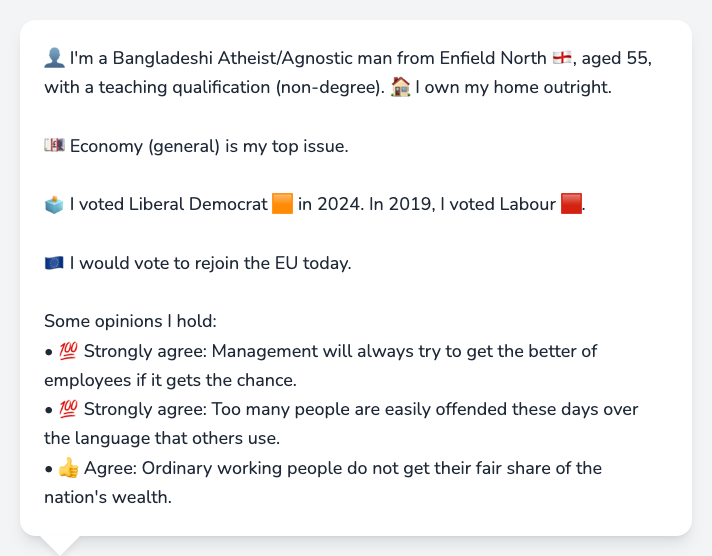 👤 I'm a Bangladeshi Atheist/Agnostic man from Enfield North 🏴󠁧󠁢󠁥󠁮󠁧󠁿, aged 55,
with a teaching qualification (non-degree). 🏠 I own my home outright.
💷 Economy (general) is my top issue.
🗳️ I voted Liberal Democrat 🟧 in 2024. In 2019, I voted Labour 🟥.
🇪🇺 I would vote to rejoin the EU today.
Some opinions I hold:
• 💯 Strongly agree: Management will always try to get the better of
employees if it gets the chance.
• 💯 Strongly agree: Too many people are easily offended these days over
the language that others use.
• 👍 Agree: Ordinary working people do not get their fair share of the
nation's wealth.